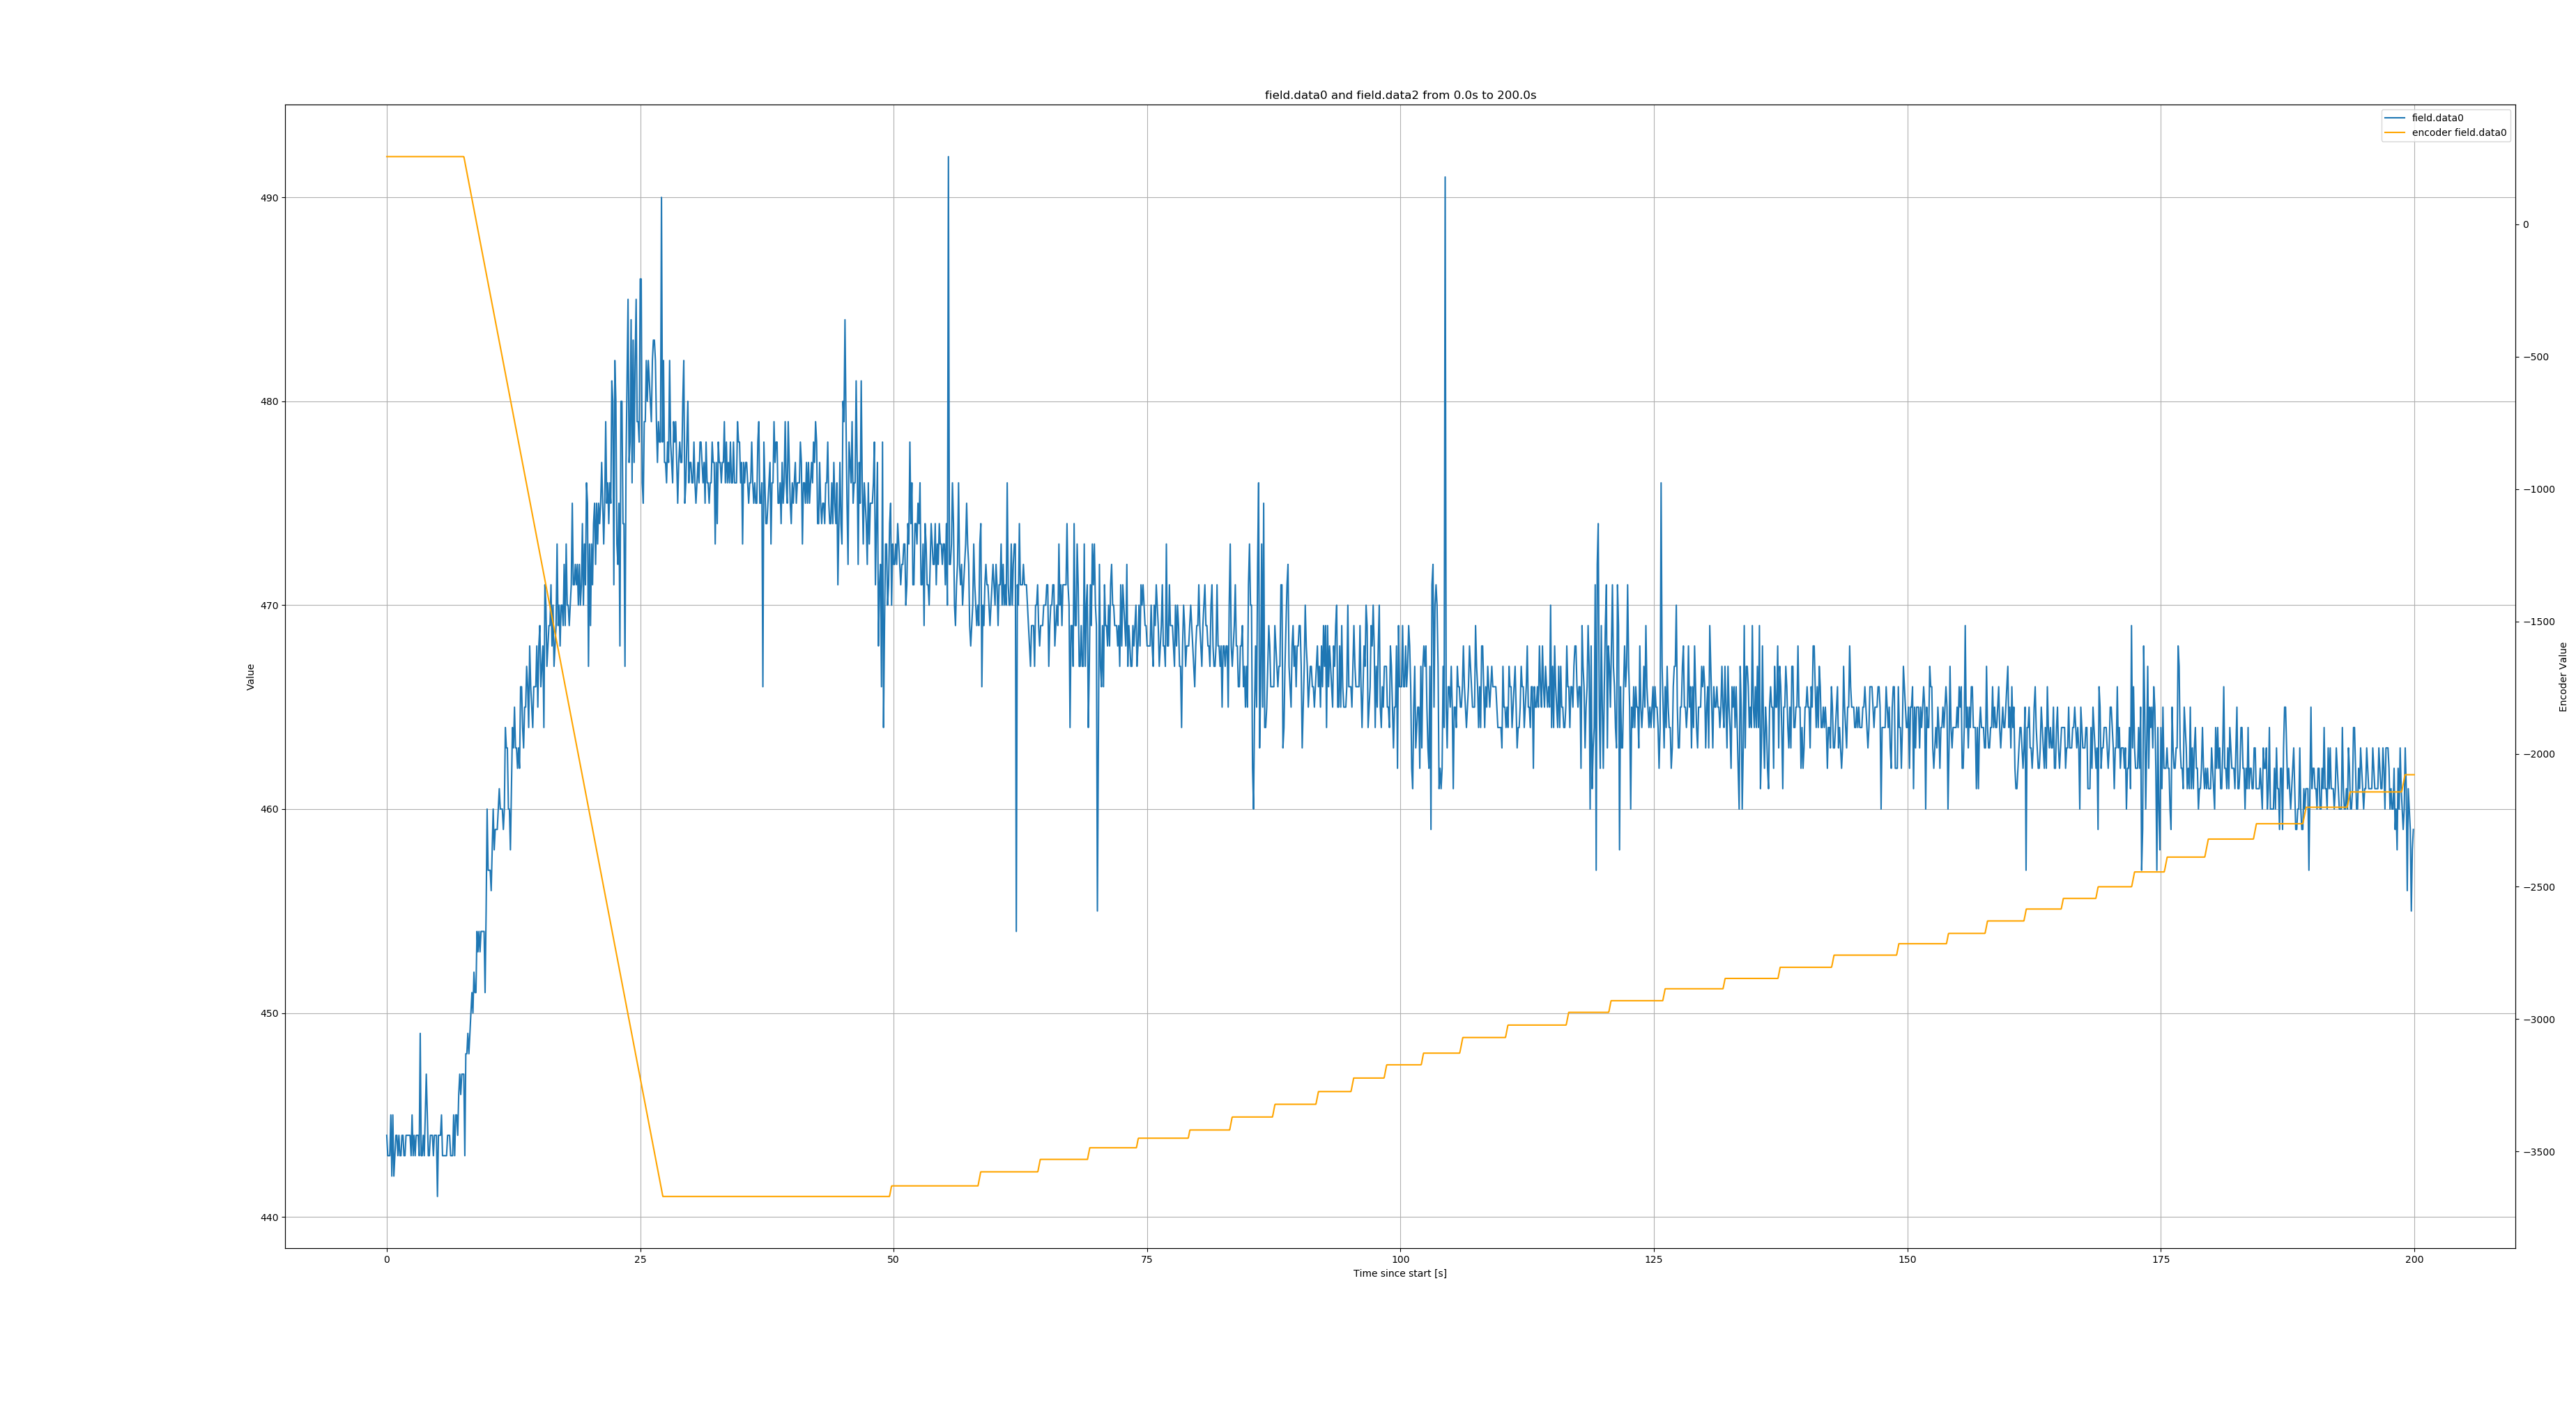 field.data0 and field.data2 from 0.0s to 200.0s
field.data0
encoder field.data0
490
480
470
460
450
440
Value
0
−500
−1000
−1500
−2000
−2500
−3000
−3500
Encoder Value
0 25 50 75 100 125 150 175 200
Time since start [s]